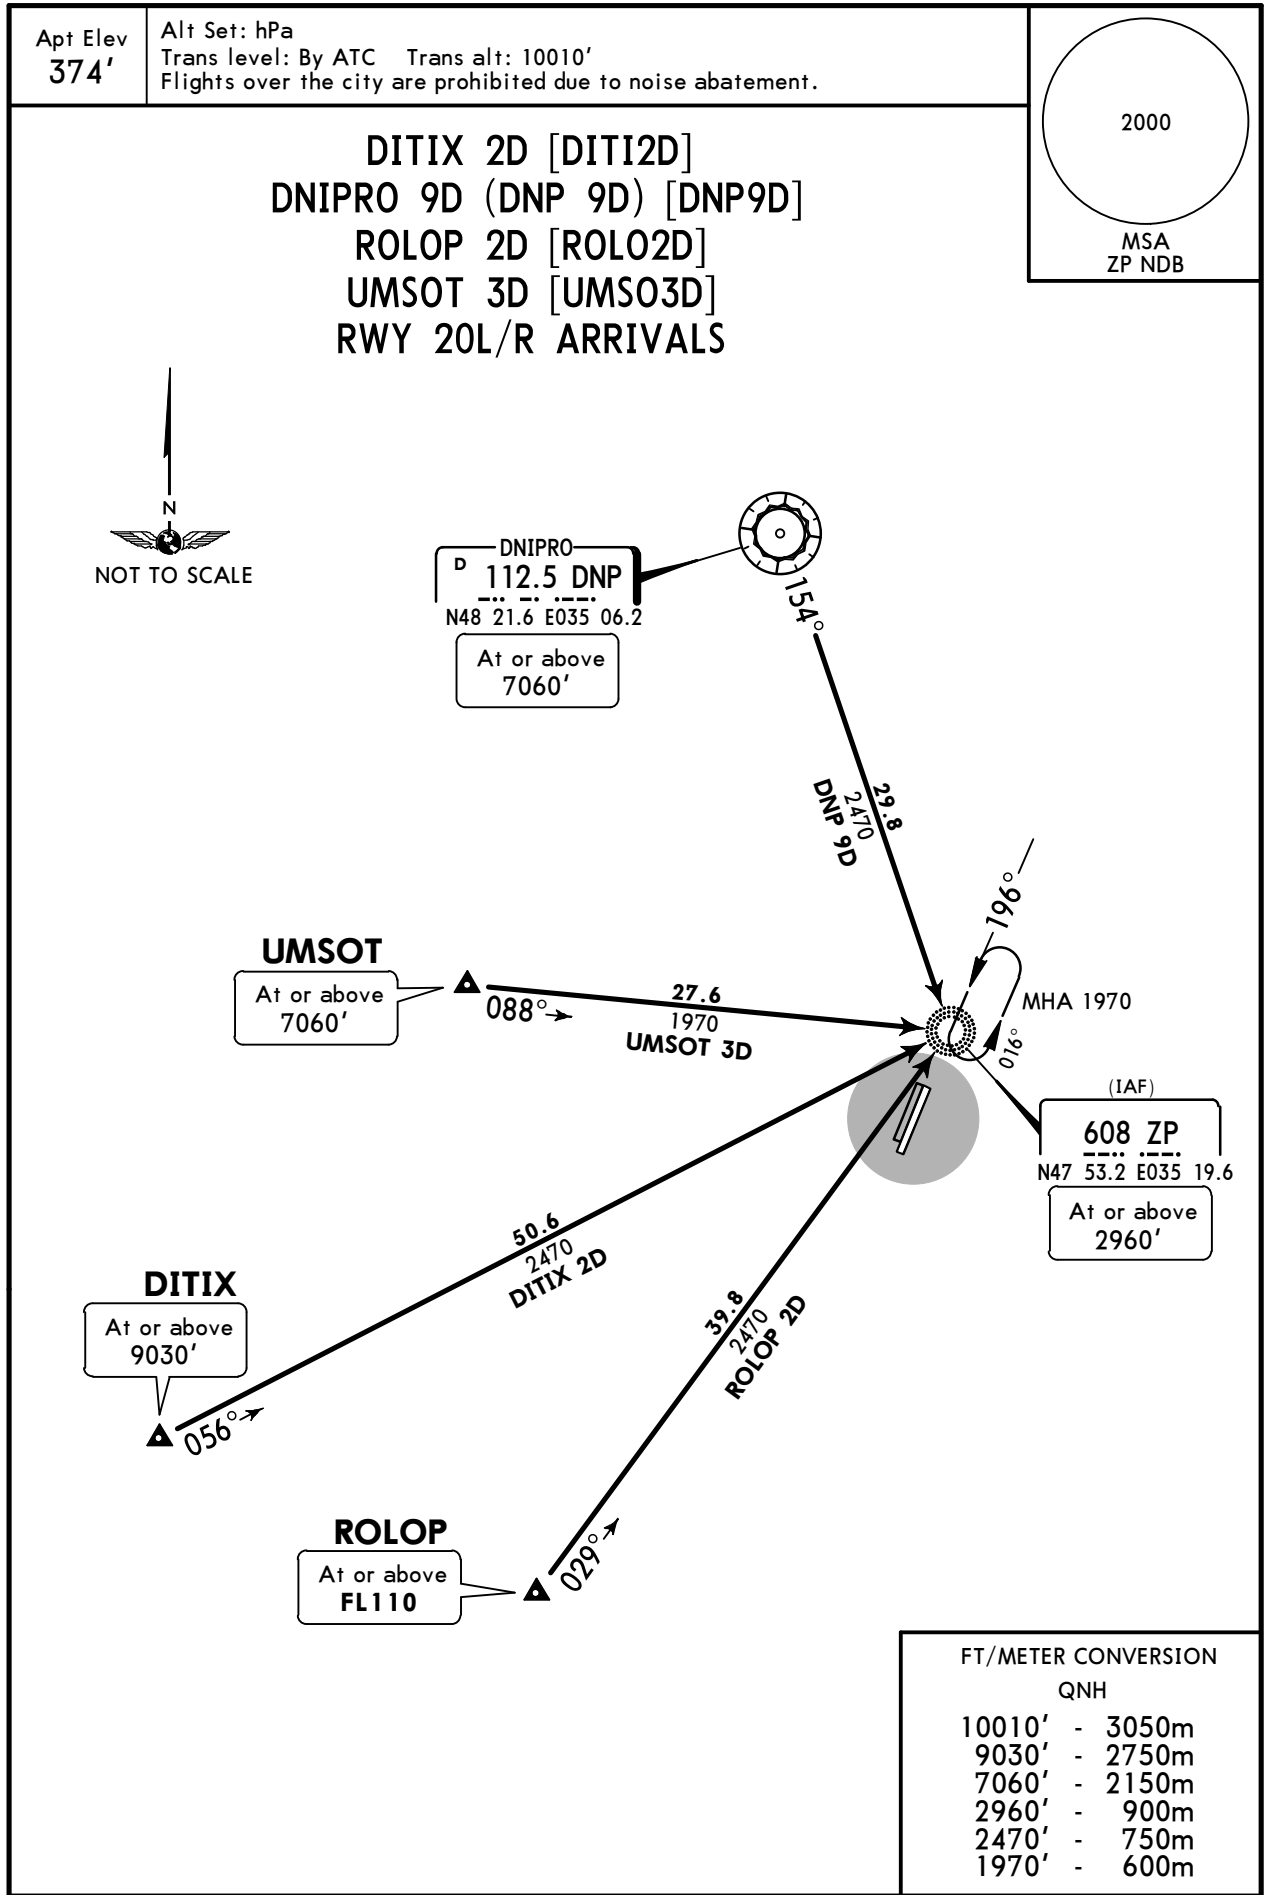 Apt Elev
374'
Alt Set: hPa
Trans level: By ATC Trans alt: 10010'
Flights over the city are prohibited due to noise abatement.
2000
MSA
ZP NDB
DITIX 2D [DITI2D]
DNIPRO 9D (DNP 9D) [DNP9D]
ROLOP 2D [ROLO2D]
UMSOT 3D [UMSO3D]
RWY 20L/R ARRIVALS
N
NOT TO SCALE
DNIPRO
D 112.5 DNP
N48 21.6 E035 06.2
At or above
7060'
154°
29.8
2470
DNP 9D
196°
UMSOT
At or above
7060'
088°
27.6
1970
UMSOT 3D
MHA 1970
016°
(IAF)
608 ZP
N47 53.2 E035 19.6
At or above
2960'
50.6
2470
DITIX 2D
DITIX
At or above
9030'
056°
39.8
2470
ROLOP 2D
ROLOP
At or above
FL110
029°
FT/METER CONVERSION
QNH
10010' - 3050m
9030' - 2750m
7060' - 2150m
2960' - 900m
2470' - 750m
1970' - 600m